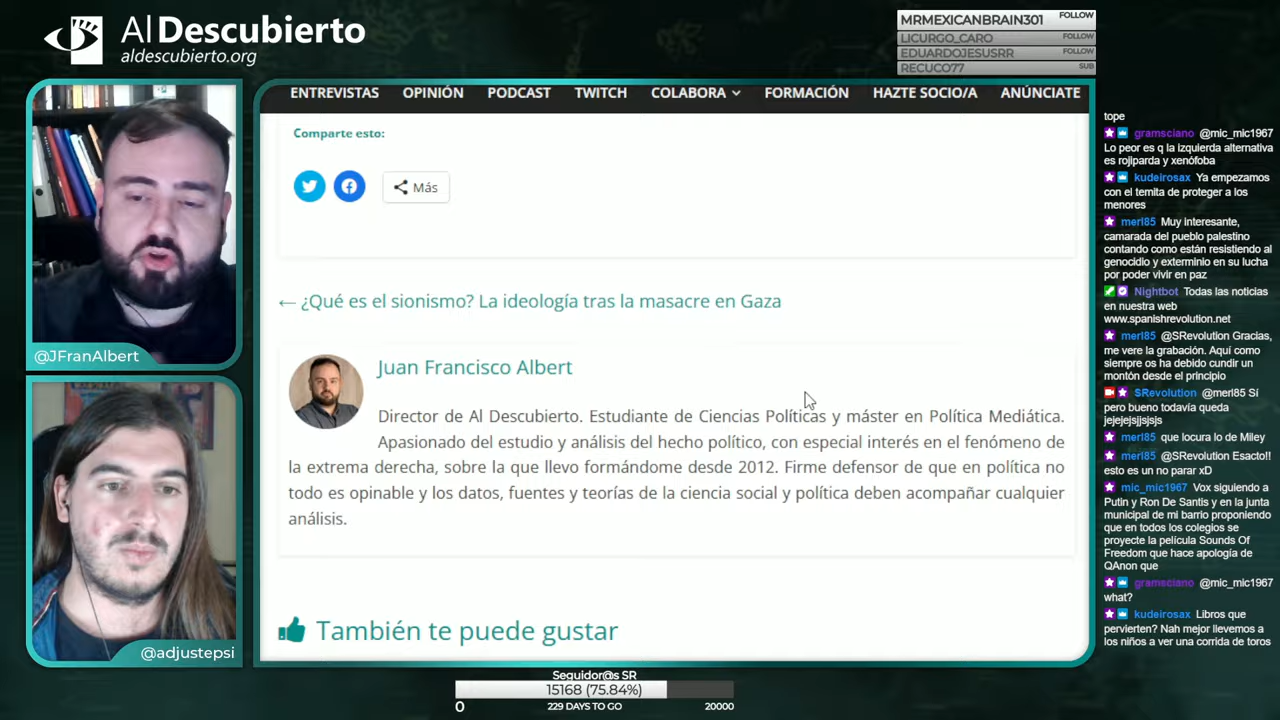 Al Descubierto
aldescubierto.org
MRMEXICANBRAIN301 FOLLOW
LICURGO_CARO FOLLOW
EDUARDOJESUSRR FOLLOW
RECUCO77 SUB
@JFranAlbert
@adjustepsi
ENTREVISTAS OPINIÓN PODCAST TWITCH COLABORA FORMACIÓN HAZTE SOCIO/A ANÚNCIATE
Comparte esto:
Más
← ¿Qué es el sionismo? La ideología tras la masacre en Gaza
Juan Francisco Albert
Director de Al Descubierto. Estudiante de Ciencias Políticas y máster en Política Mediática.
Apasionado del estudio y análisis del hecho político, con especial interés en el fenómeno de
la extrema derecha, sobre la que llevo formándome desde 2012. Firme defensor de que en política no
todo es opinable y los datos, fuentes y teorías de la ciencia social y política deben acompañar cualquier
análisis.
También te puede gustar
tope
gramsciano @mic_mic1967
Lo peor es q la izquierda alternativa
es rojiparda y xenófoba
kudeirosax Ya empezamos
con el temita de proteger a los
menores
merl85 Muy interesante,
camarada del pueblo palestino
contando como están resistiendo al
genocidio y exterminio en su lucha
por poder vivir en paz
Nightbot Todas las noticias
en nuestra web
www.spanishrevolution.net
merl85 @SRevolution Gracias,
me vere la grabación. Aquí como
siempre os ha debido cundir un
montón desde el principio
SRevolution @merl85 Sí
pero bueno todavía queda
jejejejsjjsjsjs
merl85 que locura lo de Miley
merl85 @SRevolution Esacto!!
esto es un no parar xD
mic_mic1967 Vox siguiendo a
Putin y Ron De Santis y en la junta
municipal de mi barrio proponiendo
que en todos los colegios se
proyecte la película Sounds Of
Freedom que hace apología de
QAnon que
gramsciano @mic_mic1967
what?
kudeirosax Libros que
pervierten? Nah mejor llevemos a
los niños a ver una corrida de toros
Seguidor@s SR
15168 (75.84%)
0 229 DAYS TO GO 20000